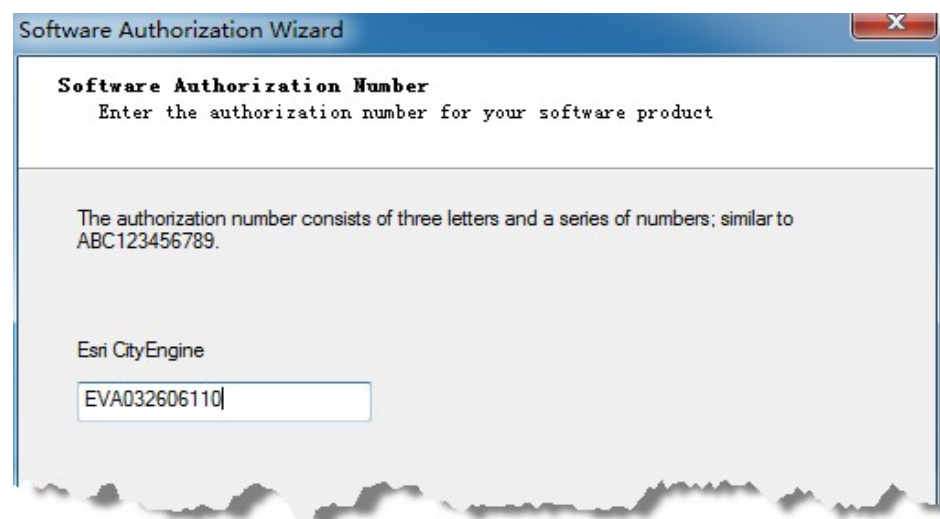 Software Authorization Wizard
Software Authorization Number
Enter the authorization number for your software product
The authorization number consists of three letters and a series of numbers; similar to
ABC123456789.
Esri CityEngine
EVA032606110